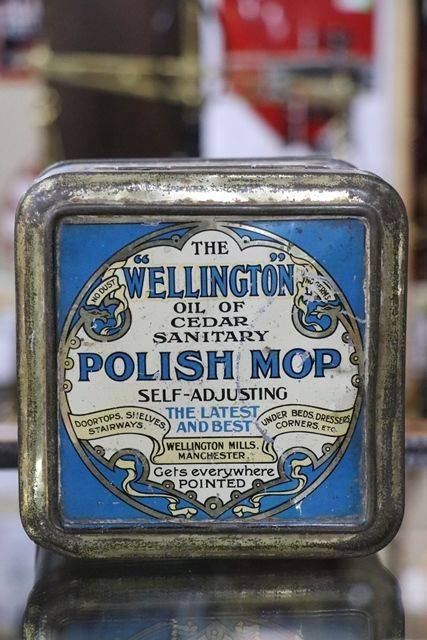 THE
"WELLINGTON"
NO DUST
OIL OF
CEDAR
SANITARY
POLISH MOP
SELF-ADJUSTING
THE LATEST
AND BEST
DOORTOPS, SHELVES,
STAIRWAYS.
UNDER BEDS, DRESSERS,
CORNERS, ETC.
WELLINGTON MILLS,
MANCHESTER
Gets everywhere
POINTED